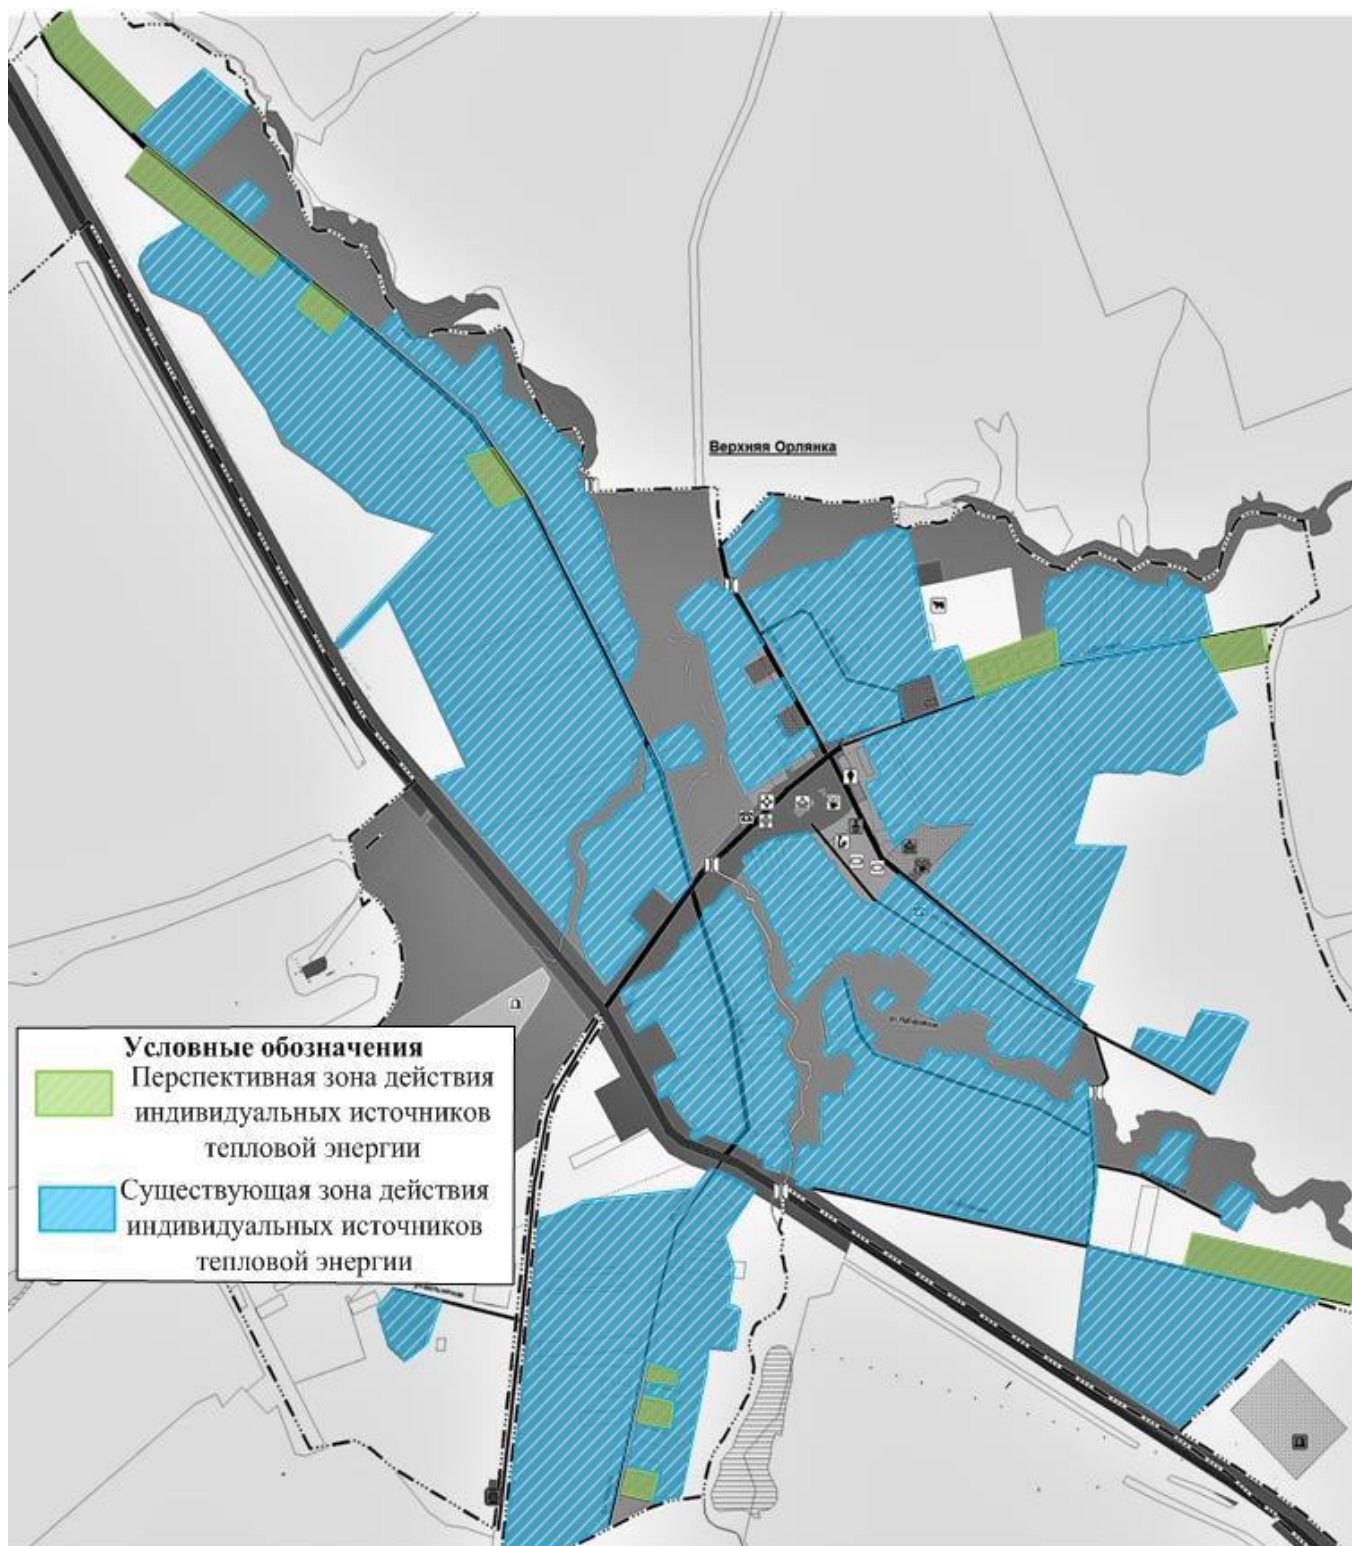 Верхняя Орлянка
Условные обозначения
Перспективная зона действия
индивидуальных источников
тепловой энергии
Существующая зона действия
индивидуальных источников
тепловой энергии